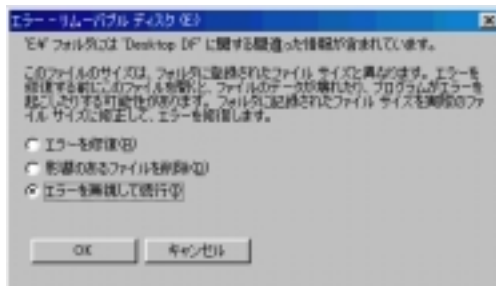 エラー - リムーバブル ディスク (E)
'E:¥' フォルダには 'Desktop DF' に関する間違った情報が含まれています。
このファイルのサイズは、フォルダに記録されたファイル サイズと異なります。エラーを
修復する前にこのファイルを開くと、ファイルのデータが壊れたり、プログラムがエラーを
起こしたりする可能性があります。フォルダに記録されたファイル サイズを実際のファ
イル サイズに修正して、エラーを修復します。
エラーを修復(R)
影響のあるファイルを削除(D)
エラーを無視して続行(I)
OK
キャンセル